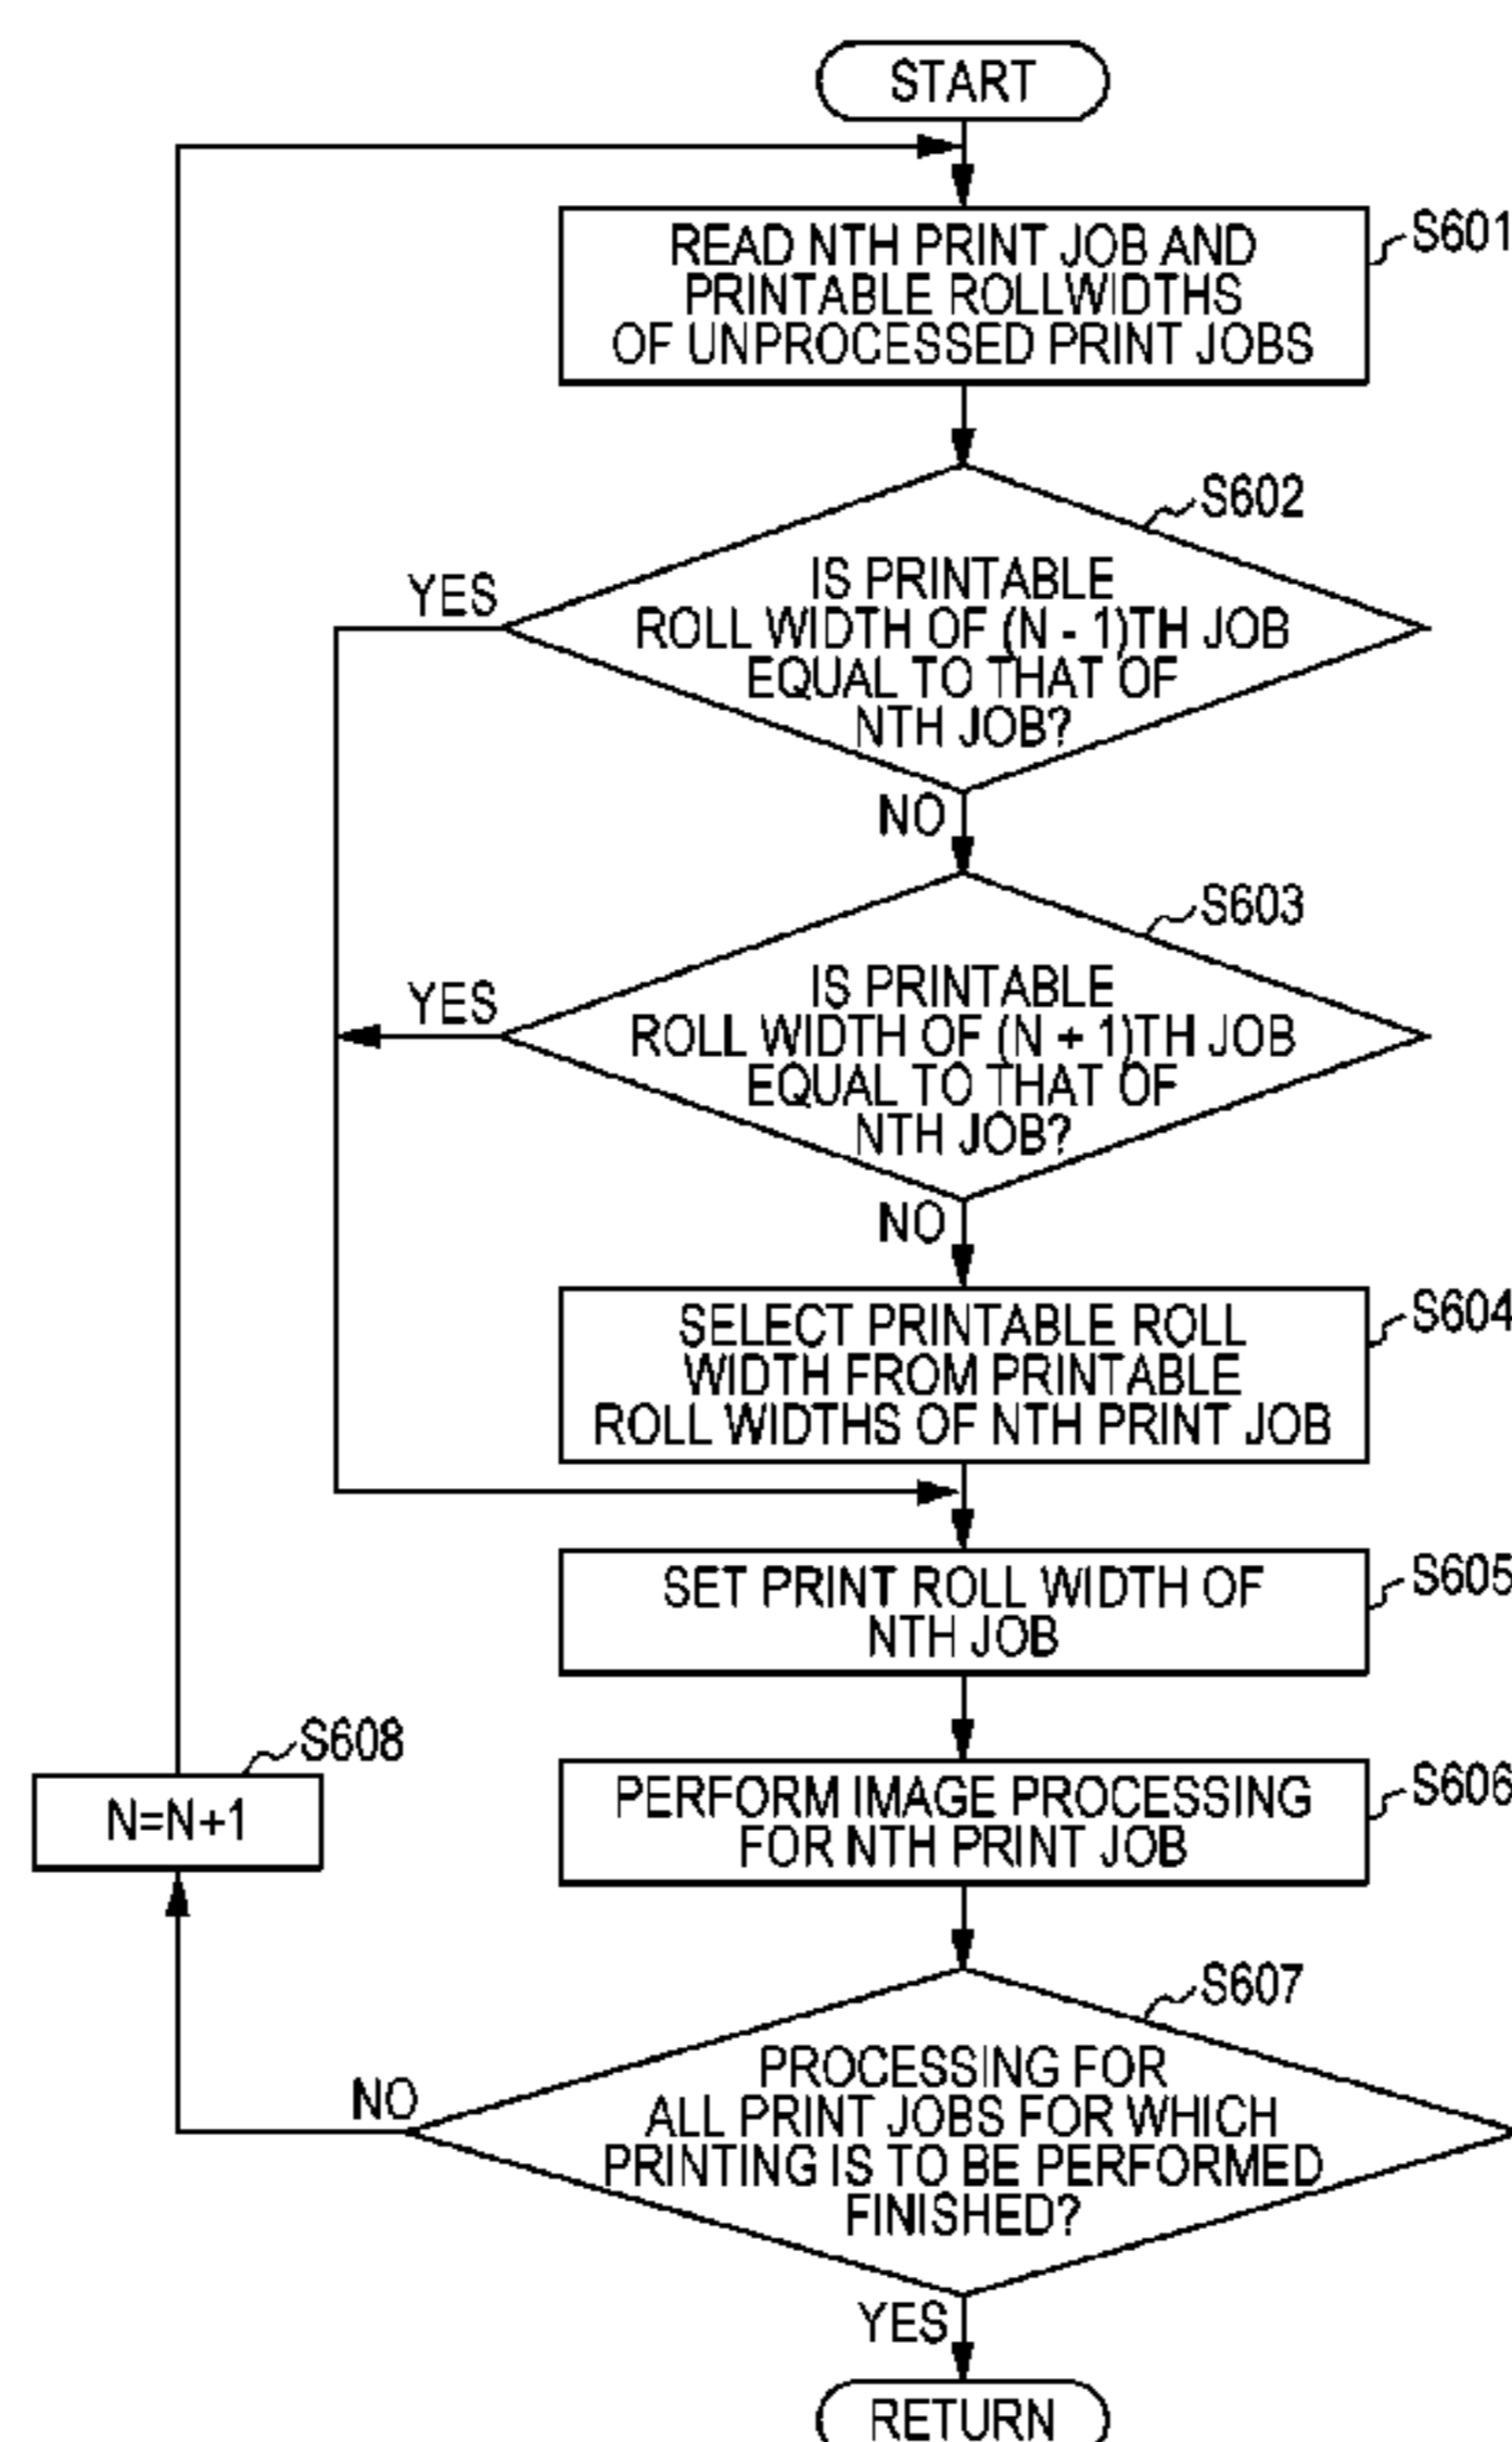 START
READ NTH PRINT JOB AND
PRINTABLE ROLLWIDTHS
OF UNPROCESSED PRINT JOBS
S601
S602
IS PRINTABLE
ROLL WIDTH OF (N - 1)TH JOB
EQUAL TO THAT OF
NTH JOB?
YES
NO
S603
IS PRINTABLE
ROLL WIDTH OF (N + 1)TH JOB
EQUAL TO THAT OF
NTH JOB?
YES
NO
SELECT PRINTABLE ROLL
WIDTH FROM PRINTABLE
ROLL WIDTHS OF NTH PRINT JOB
S604
SET PRINT ROLL WIDTH OF
NTH JOB
S605
PERFORM IMAGE PROCESSING
FOR NTH PRINT JOB
S606
S607
PROCESSING FOR
ALL PRINT JOBS FOR WHICH
PRINTING IS TO BE PERFORMED
FINISHED?
NO
S608
N=N+1
YES
RETURN